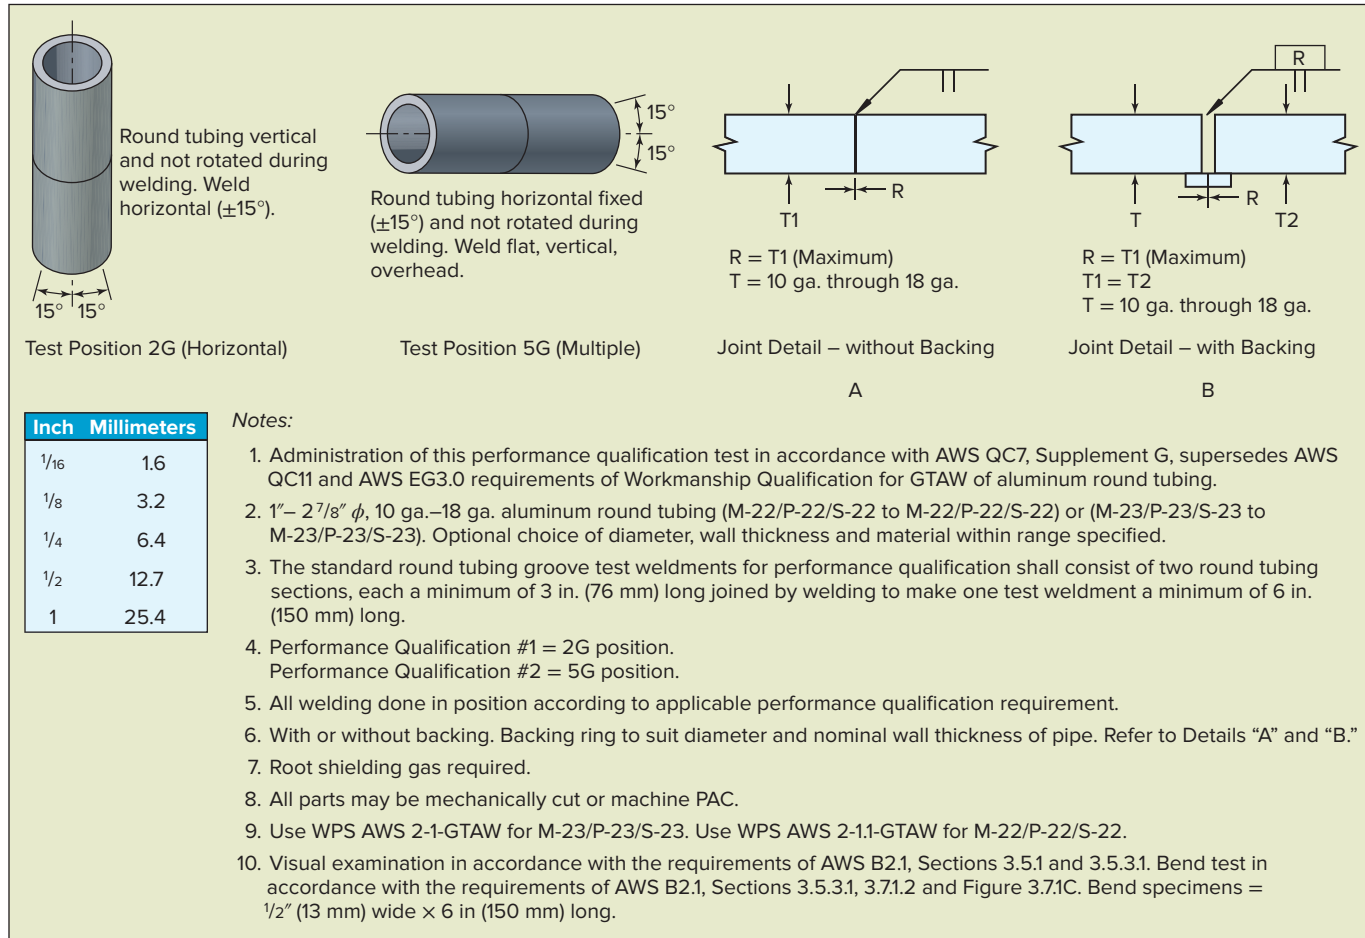 Round tubing vertical
and not rotated during
welding. Weld
horizontal (±15°).
15° 15°
Test Position 2G (Horizontal)
15°
15°
Round tubing horizontal fixed
(±15°) and not rotated during
welding. Weld flat, vertical,
overhead.
Test Position 5G (Multiple)
R
T1
R = T1 (Maximum)
T = 10 ga. through 18 ga.
Joint Detail – without Backing
A
R
R
T T2
R = T1 (Maximum)
T1 = T2
T = 10 ga. through 18 ga.
Joint Detail – with Backing
B
Inch Millimeters
1/16 1.6
1/8 3.2
1/4 6.4
1/2 12.7
1 25.4
Notes:
1. Administration of this performance qualification test in accordance with AWS QC7, Supplement G, supersedes AWS
QC11 and AWS EG3.0 requirements of Workmanship Qualification for GTAW of aluminum round tubing.
2. 1″– 2 7/8″ ϕ, 10 ga.–18 ga. aluminum round tubing (M-22/P-22/S-22 to M-22/P-22/S-22) or (M-23/P-23/S-23 to
M-23/P-23/S-23). Optional choice of diameter, wall thickness and material within range specified.
3. The standard round tubing groove test weldments for performance qualification shall consist of two round tubing
sections, each a minimum of 3 in. (76 mm) long joined by welding to make one test weldment a minimum of 6 in.
(150 mm) long.
4. Performance Qualification #1 = 2G position.
Performance Qualification #2 = 5G position.
5. All welding done in position according to applicable performance qualification requirement.
6. With or without backing. Backing ring to suit diameter and nominal wall thickness of pipe. Refer to Details “A” and “B.”
7. Root shielding gas required.
8. All parts may be mechanically cut or machine PAC.
9. Use WPS AWS 2-1-GTAW for M-23/P-23/S-23. Use WPS AWS 2-1.1-GTAW for M-22/P-22/S-22.
10. Visual examination in accordance with the requirements of AWS B2.1, Sections 3.5.1 and 3.5.3.1. Bend test in
accordance with the requirements of AWS B2.1, Sections 3.5.3.1, 3.7.1.2 and Figure 3.7.1C. Bend specimens =
1/2″ (13 mm) wide × 6 in (150 mm) long.